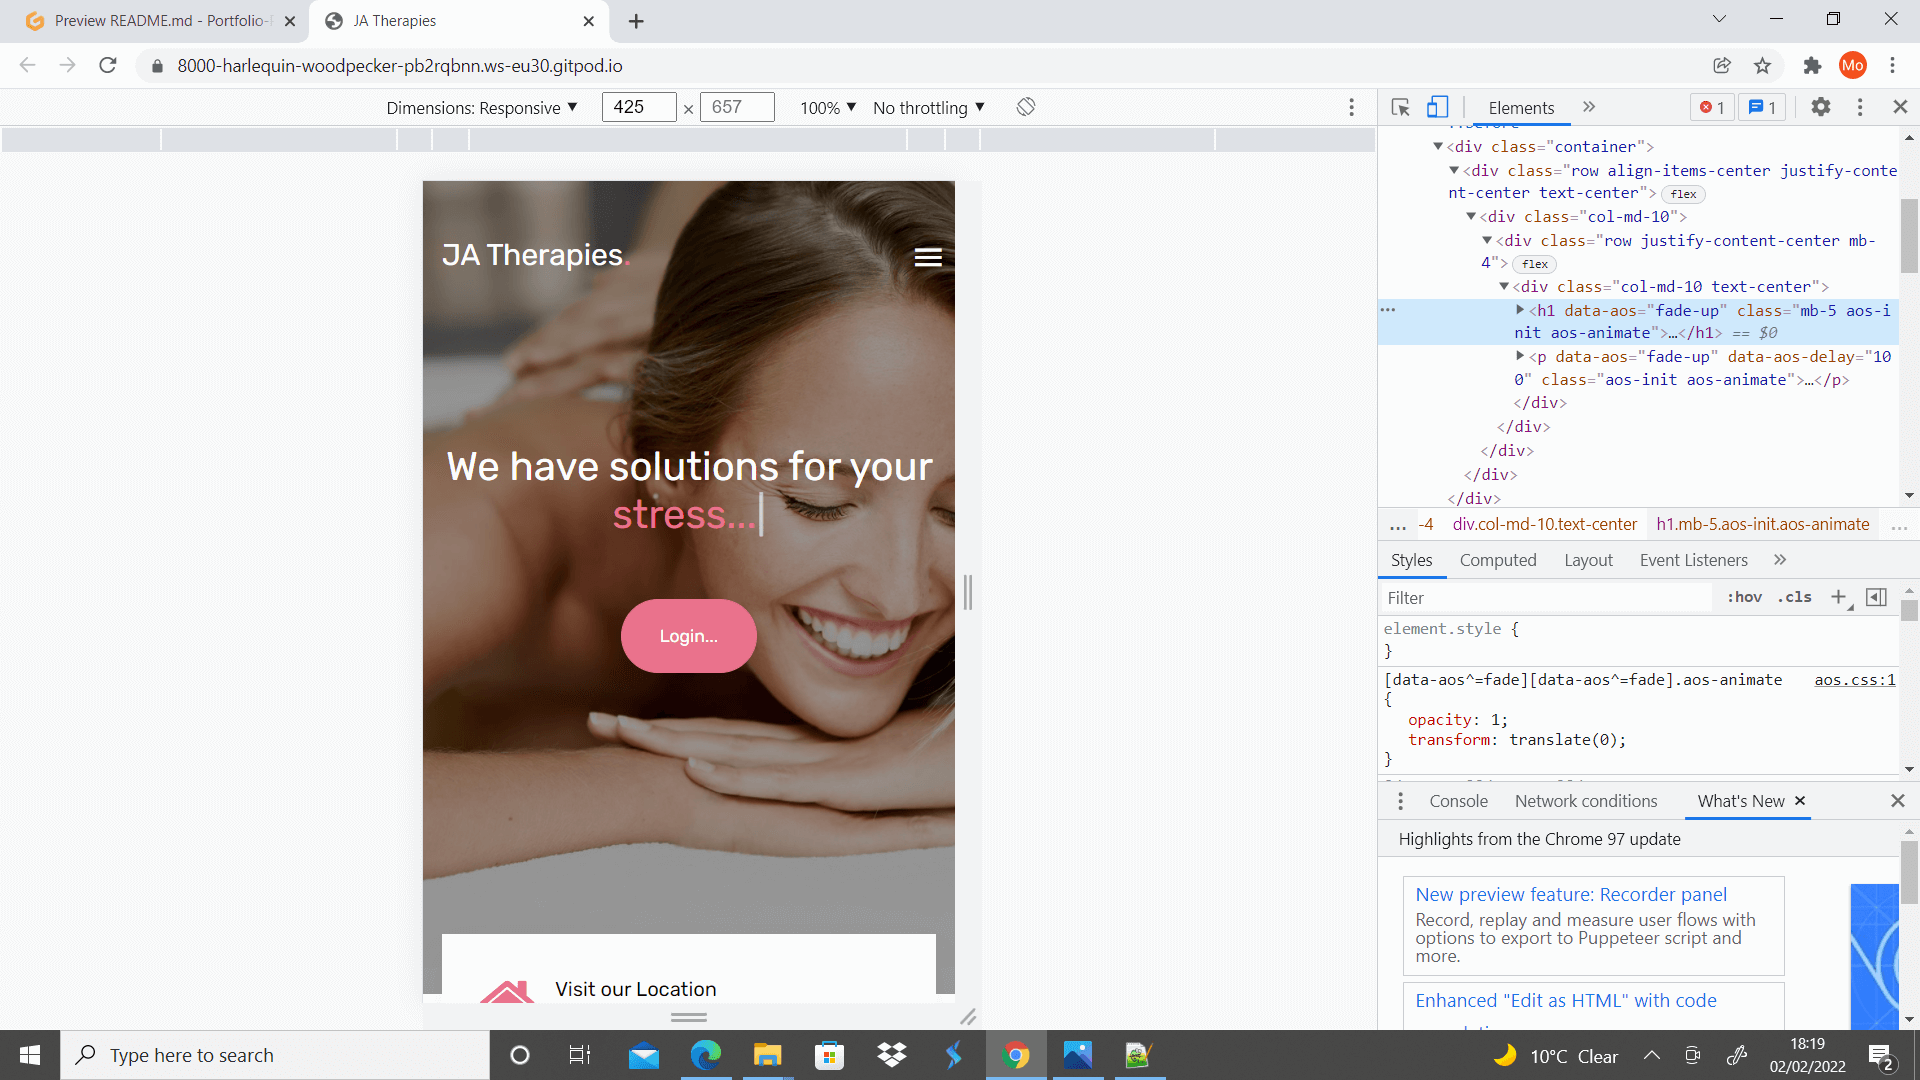 Preview README.md - Portfolio-
JA Therapies
8000-harlequin-woodpecker-pb2rqbnn.ws-eu30.gitpod.io
Mo
Dimensions: Responsive ▼ 425 × 657 100% ▼ No throttling ▼
Elements
1
1
<div class="container">
<div class="row align-items-center justify-conte
nt-center text-center"> flex
<div class="col-md-10">
<div class="row justify-content-center mb-
4"> flex
<div class="col-md-10 text-center">
… <h1 data-aos="fade-up" class="mb-5 aos-i
nit aos-animate">…</h1> == $0
<p data-aos="fade-up" data-aos-delay="10
0" class="aos-init aos-animate">…</p>
</div>
</div>
</div>
</div>
</div>
… -4 div.col-md-10.text-center h1.mb-5.aos-init.aos-animate …
Styles Computed Layout Event Listeners
Filter :hov .cls
element.style {
}
[data-aos^=fade][data-aos^=fade].aos-animate aos.css:1
{
opacity: 1;
transform: translate(0);
}
Console Network conditions What's New
Highlights from the Chrome 97 update
New preview feature: Recorder panel
Record, replay and measure user flows with
options to export to Puppeteer script and
more.
Enhanced "Edit as HTML" with code
JA Therapies.
We have solutions for your
stress...|
Login...
Visit our Location
Type here to search
10°C Clear
18:19
02/02/2022
2